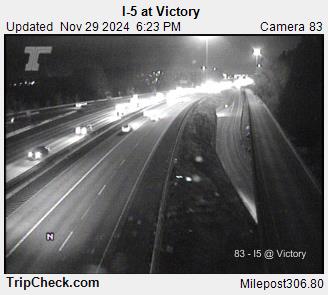 I-5 at Victory
Updated Nov 29 2024 6:23 PM Camera 83
N
83 - I5 @ Victory
TripCheck.com Milepost306.80